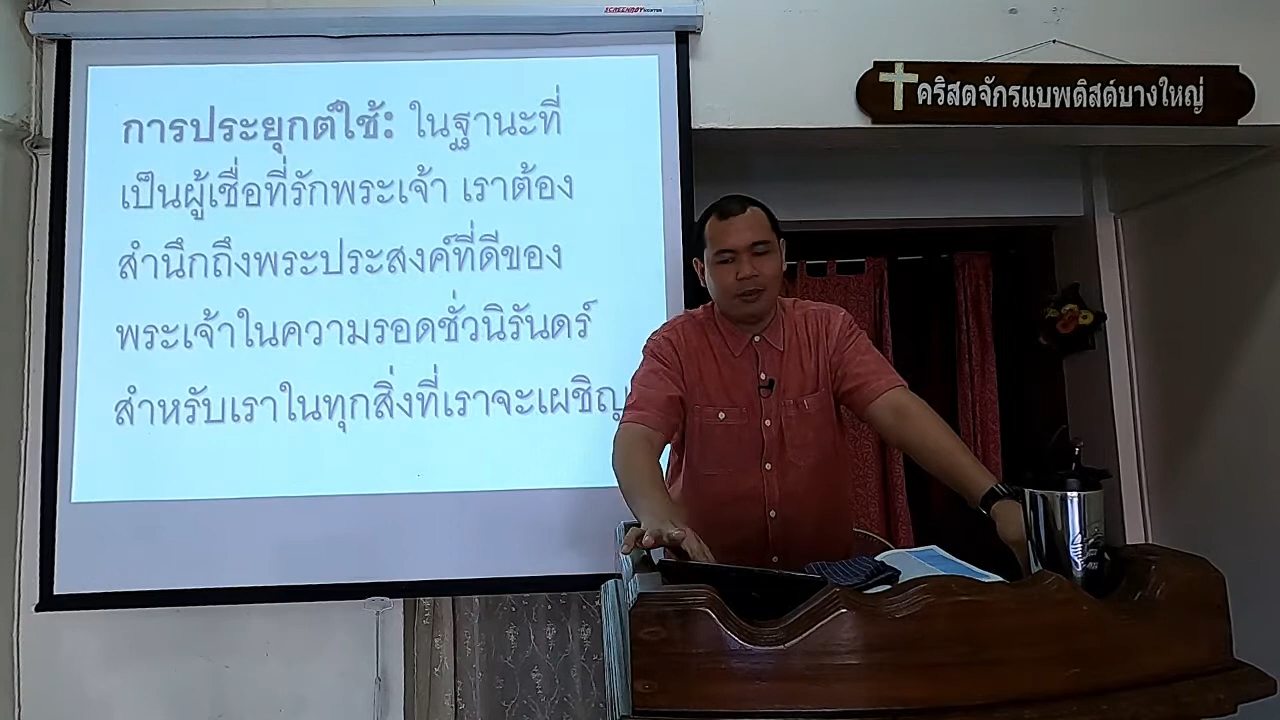 การประยุกต์ใช้: ในฐานะที่
เป็นผู้เชื่อที่รักพระเจ้า เราต้อง
สำนึกถึงพระประสงค์ที่ดีของ
พระเจ้าในความรอดชั่วนิรันดร์
สำหรับเราในทุกสิ่งที่เราจะเผชิญ
คริสตจักรแบพติสต์บางใหญ่